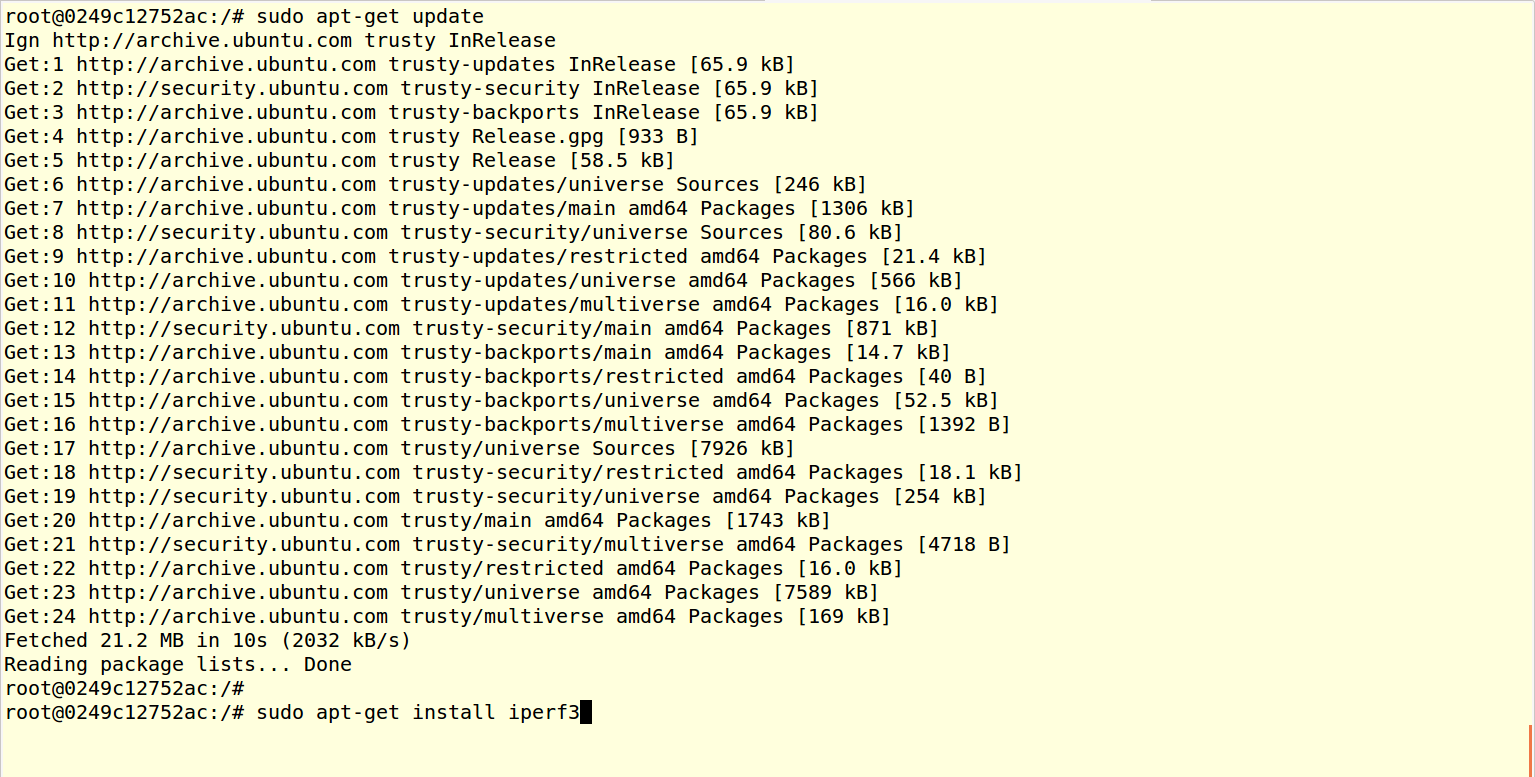 root@0249c12752ac:/# sudo apt-get update
Ign http://archive.ubuntu.com trusty InRelease
Get:1 http://archive.ubuntu.com trusty-updates InRelease [65.9 kB]
Get:2 http://security.ubuntu.com trusty-security InRelease [65.9 kB]
Get:3 http://archive.ubuntu.com trusty-backports InRelease [65.9 kB]
Get:4 http://archive.ubuntu.com trusty Release.gpg [933 B]
Get:5 http://archive.ubuntu.com trusty Release [58.5 kB]
Get:6 http://archive.ubuntu.com trusty-updates/universe Sources [246 kB]
Get:7 http://archive.ubuntu.com trusty-updates/main amd64 Packages [1306 kB]
Get:8 http://security.ubuntu.com trusty-security/universe Sources [80.6 kB]
Get:9 http://archive.ubuntu.com trusty-updates/restricted amd64 Packages [21.4 kB]
Get:10 http://archive.ubuntu.com trusty-updates/universe amd64 Packages [566 kB]
Get:11 http://archive.ubuntu.com trusty-updates/multiverse amd64 Packages [16.0 kB]
Get:12 http://security.ubuntu.com trusty-security/main amd64 Packages [871 kB]
Get:13 http://archive.ubuntu.com trusty-backports/main amd64 Packages [14.7 kB]
Get:14 http://archive.ubuntu.com trusty-backports/restricted amd64 Packages [40 B]
Get:15 http://archive.ubuntu.com trusty-backports/universe amd64 Packages [52.5 kB]
Get:16 http://archive.ubuntu.com trusty-backports/multiverse amd64 Packages [1392 B]
Get:17 http://archive.ubuntu.com trusty/universe Sources [7926 kB]
Get:18 http://security.ubuntu.com trusty-security/restricted amd64 Packages [18.1 kB]
Get:19 http://security.ubuntu.com trusty-security/universe amd64 Packages [254 kB]
Get:20 http://archive.ubuntu.com trusty/main amd64 Packages [1743 kB]
Get:21 http://security.ubuntu.com trusty-security/multiverse amd64 Packages [4718 B]
Get:22 http://archive.ubuntu.com trusty/restricted amd64 Packages [16.0 kB]
Get:23 http://archive.ubuntu.com trusty/universe amd64 Packages [7589 kB]
Get:24 http://archive.ubuntu.com trusty/multiverse amd64 Packages [169 kB]
Fetched 21.2 MB in 10s (2032 kB/s)
Reading package lists... Done
root@0249c12752ac:/#
root@0249c12752ac:/# sudo apt-get install iperf3